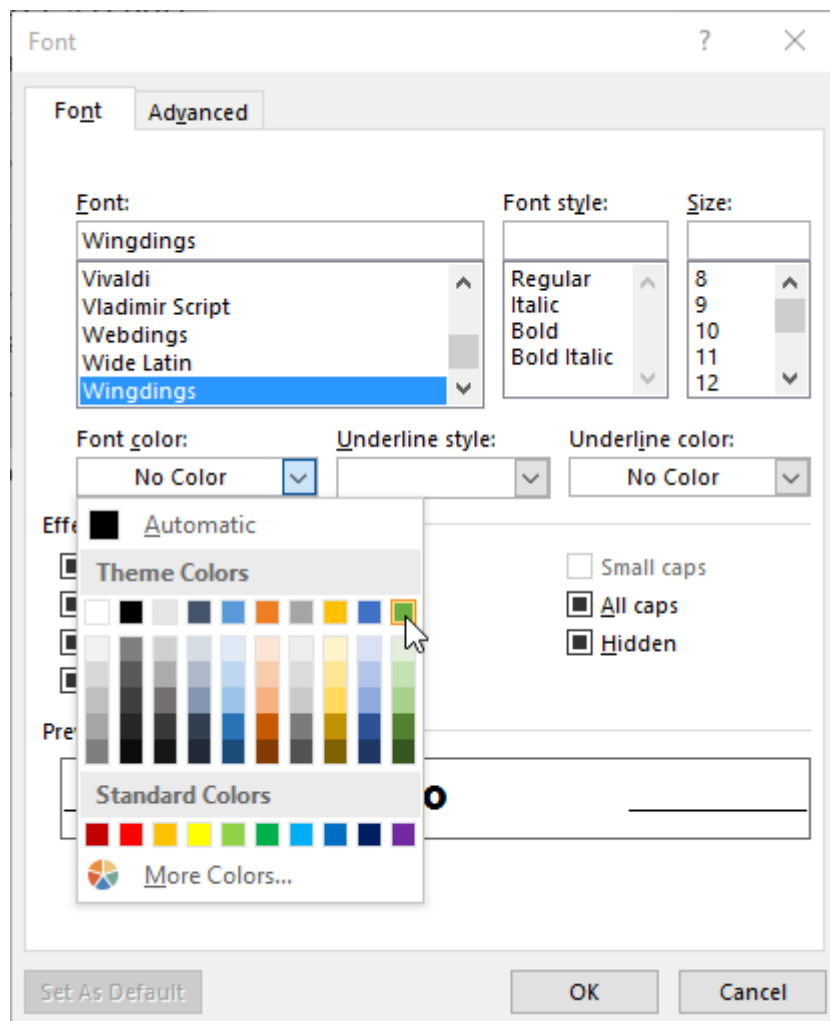 Font ?
Font Advanced
Font: Font style: Size:
Wingdings
Vivaldi Regular 8
Vladimir Script Italic 9
Webdings Bold 10
Wide Latin Bold Italic 11
Wingdings 12
Font color: Underline style: Underline color:
No Color No Color
Effe
Automatic
Theme Colors
Small caps
All caps
Hidden
Pre
Standard Colors
o
More Colors...
Set As Default OK Cancel